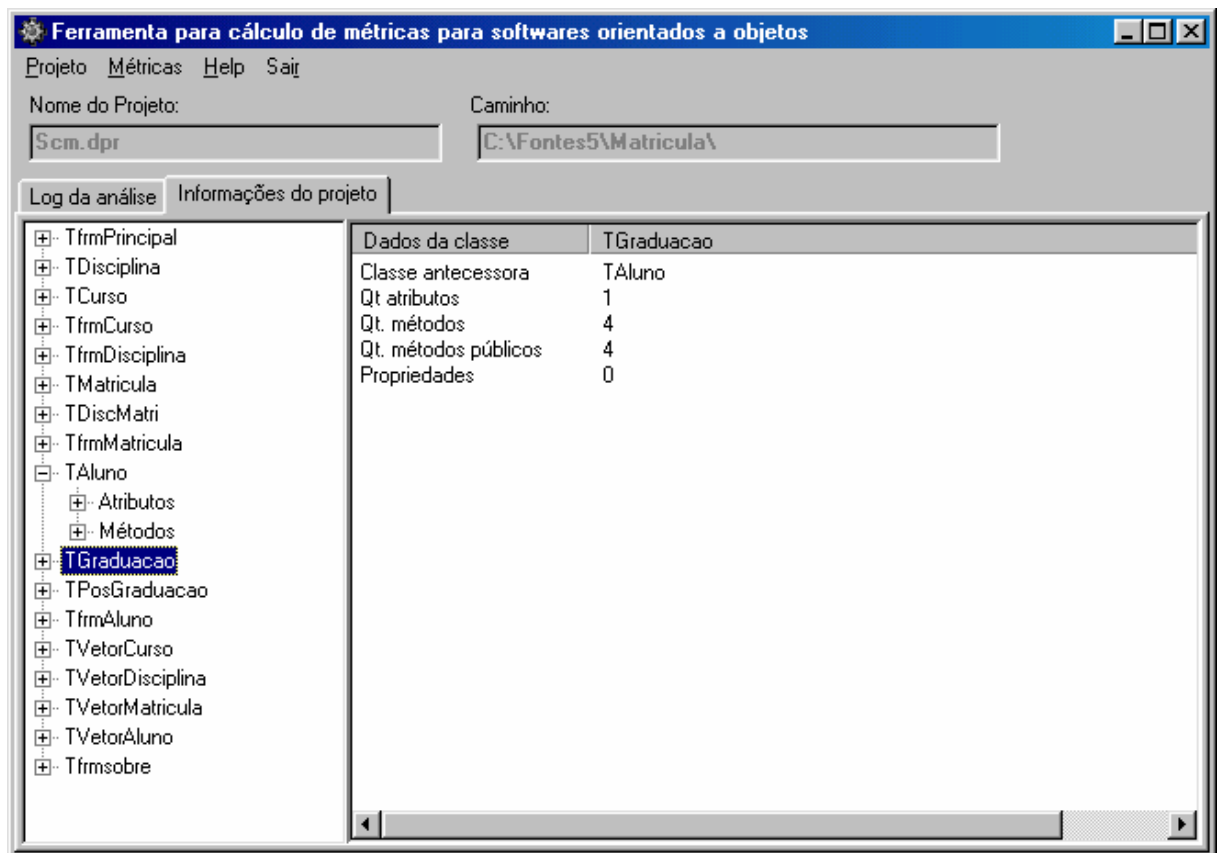 Ferramenta para cálculo de métricas para softwares orientados a objetos
Projeto Métricas Help Sair
Nome do Projeto: Caminho:
Scm.dpr C:\Fontes5\Matricula\
Log da análise Informações do projeto
TfrmPrincipal
TDisciplina
TCurso
TfrmCurso
TfrmDisciplina
TMatricula
TDiscMatri
TfrmMatricula
TAluno
Atributos
Métodos
TGraduacao
TPosGraduacao
TfrmAluno
TVetorCurso
TVetorDisciplina
TVetorMatricula
TVetorAluno
Tfrmsobre
Dados da classe TGraduacao
Classe antecessora TAluno
Qt atributos 1
Qt. métodos 4
Qt. métodos públicos 4
Propriedades 0